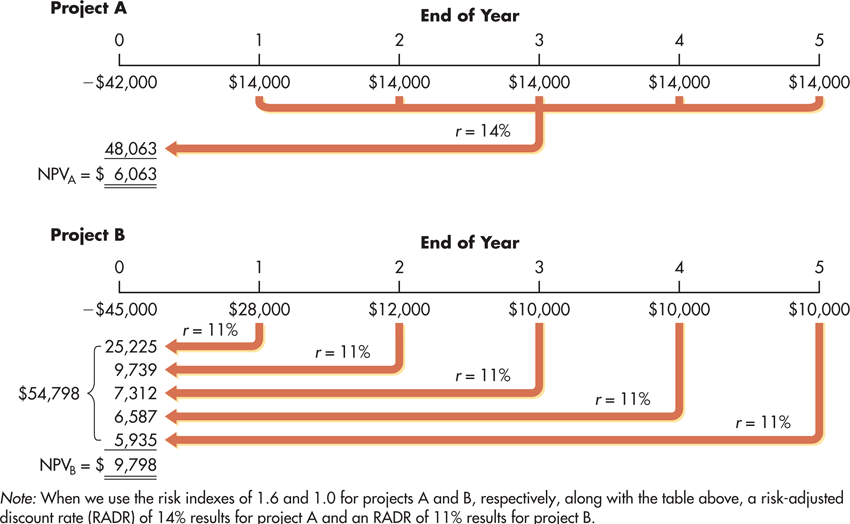 Project A
End of Year
0 1 2 3 4 5
−$42,000 $14,000 $14,000 $14,000 $14,000 $14,000
r = 14%
48,063
NPVA = $ 6,063
Project B
End of Year
0 1 2 3 4 5
−$45,000 $28,000 $12,000 $10,000 $10,000 $10,000
r = 11%
25,225
r = 11%
9,739
r = 11%
$54,798 7,312
r = 11%
6,587
r = 11%
5,935
NPVB = $ 9,798
Note: When we use the risk indexes of 1.6 and 1.0 for projects A and B, respectively, along with the table above, a risk-adjusted
discount rate (RADR) of 14% results for project A and an RADR of 11% results for project B.